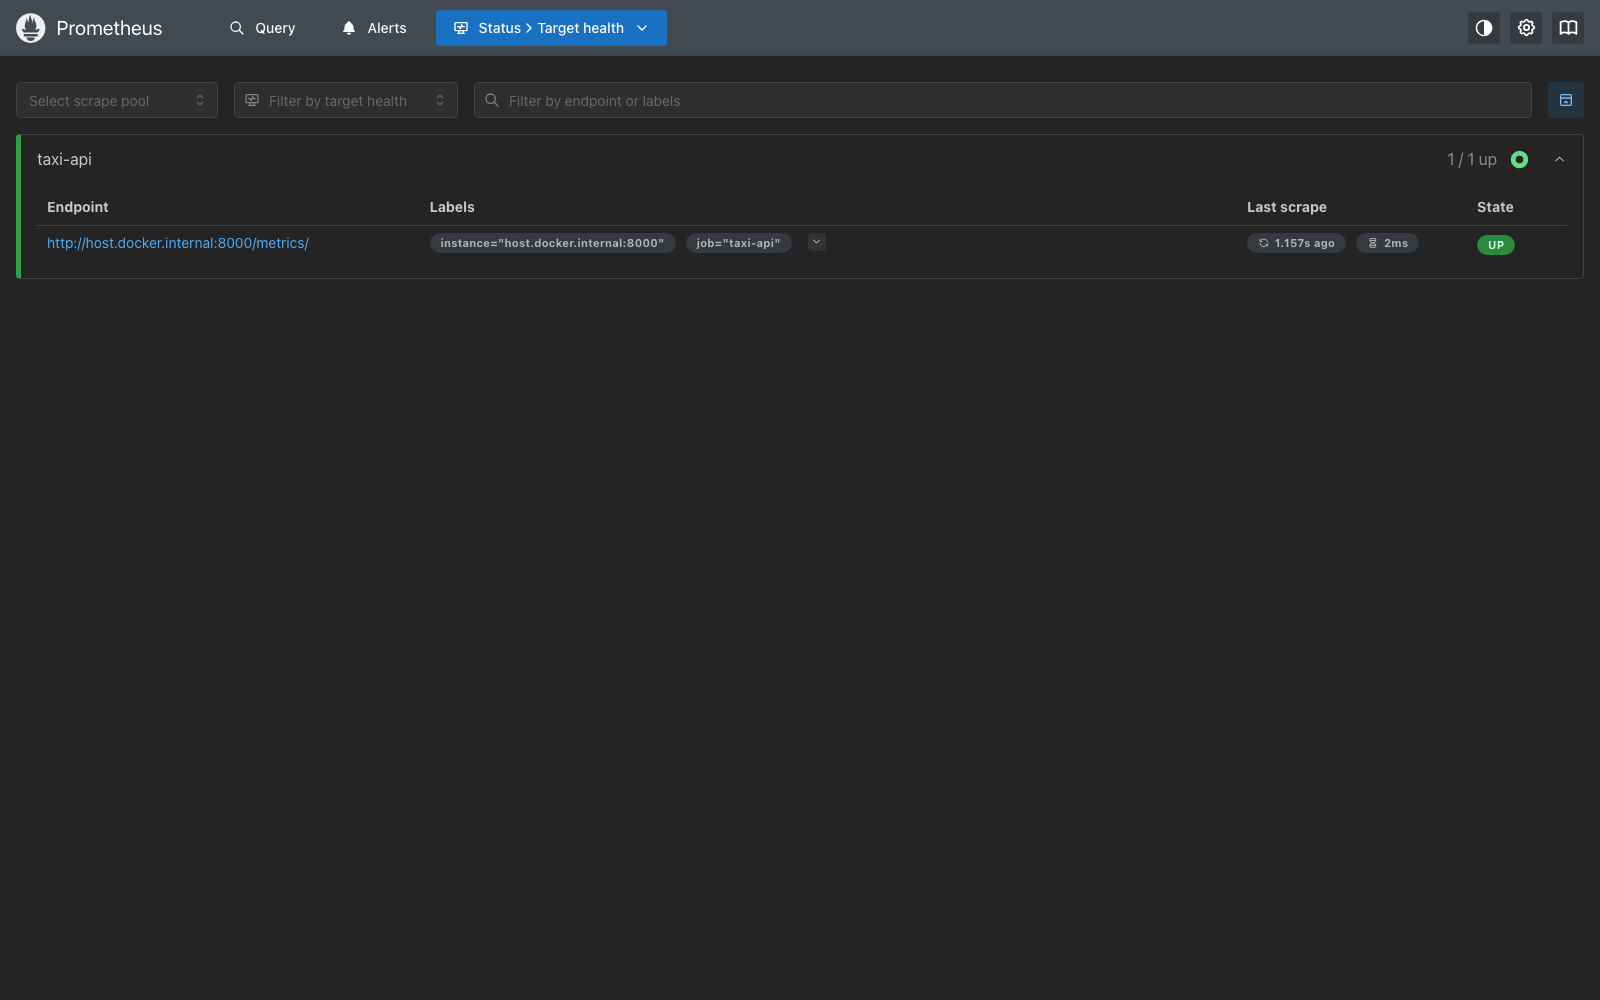 Prometheus Query Alerts Status > Target health
Select scrape pool Filter by target health Filter by endpoint or labels
taxi-api 1 / 1 up
Endpoint Labels Last scrape State
http://host.docker.internal:8000/metrics/ instance="host.docker.internal:8000" job="taxi-api" 1.157s ago 2ms UP